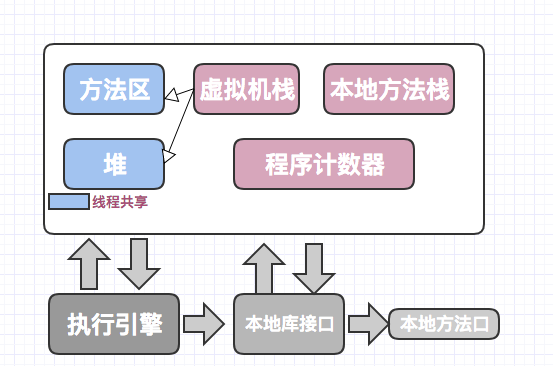 方法区
虚拟机栈
本地方法栈
堆
程序计数器
线程共享
执行引擎
本地库接口
本地方法口